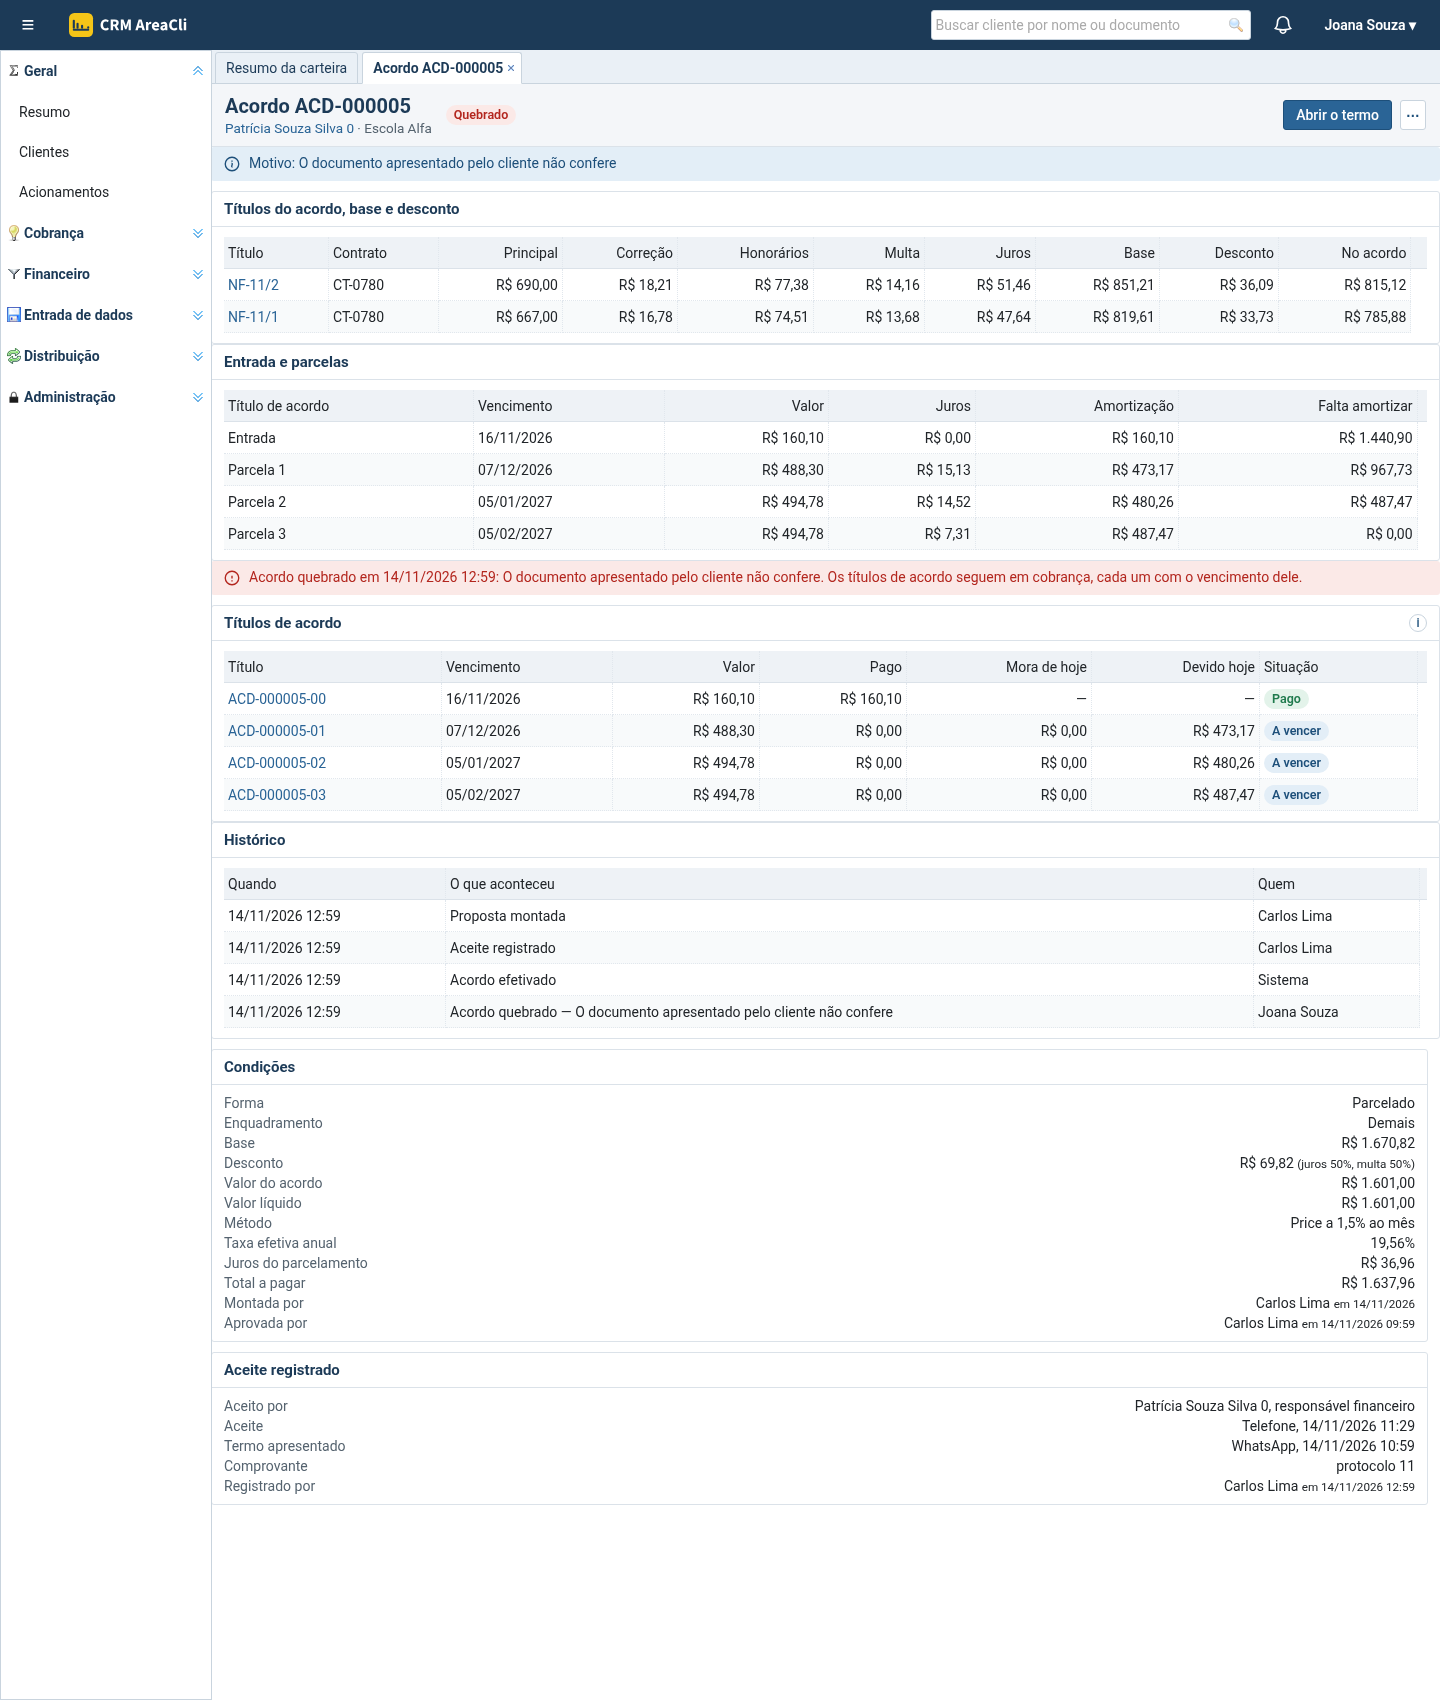 ≡ CRM AreaCli Buscar cliente por nome ou documento Joana Souza ▾
Σ Geral
Resumo
Clientes
Acionamentos
Cobrança
Financeiro
Entrada de dados
Distribuição
Administração
Resumo da carteira Acordo ACD-000005 ×
Acordo ACD-000005
Patrícia Souza Silva 0 · Escola Alfa
Quebrado
Abrir o termo ...
Motivo: O documento apresentado pelo cliente não confere
Títulos do acordo, base e desconto
Título Contrato Principal Correção Honorários Multa Juros Base Desconto No acordo
NF-11/2 CT-0780 R$ 690,00 R$ 18,21 R$ 77,38 R$ 14,16 R$ 51,46 R$ 851,21 R$ 36,09 R$ 815,12
NF-11/1 CT-0780 R$ 667,00 R$ 16,78 R$ 74,51 R$ 13,68 R$ 47,64 R$ 819,61 R$ 33,73 R$ 785,88
Entrada e parcelas
Título de acordo Vencimento Valor Juros Amortização Falta amortizar
Entrada 16/11/2026 R$ 160,10 R$ 0,00 R$ 160,10 R$ 1.440,90
Parcela 1 07/12/2026 R$ 488,30 R$ 15,13 R$ 473,17 R$ 967,73
Parcela 2 05/01/2027 R$ 494,78 R$ 14,52 R$ 480,26 R$ 487,47
Parcela 3 05/02/2027 R$ 494,78 R$ 7,31 R$ 487,47 R$ 0,00
Acordo quebrado em 14/11/2026 12:59: O documento apresentado pelo cliente não confere. Os títulos de acordo seguem em cobrança, cada um com o vencimento dele.
Títulos de acordo i
Título Vencimento Valor Pago Mora de hoje Devido hoje Situação
ACD-000005-00 16/11/2026 R$ 160,10 R$ 160,10 — — Pago
ACD-000005-01 07/12/2026 R$ 488,30 R$ 0,00 R$ 0,00 R$ 473,17 A vencer
ACD-000005-02 05/01/2027 R$ 494,78 R$ 0,00 R$ 0,00 R$ 480,26 A vencer
ACD-000005-03 05/02/2027 R$ 494,78 R$ 0,00 R$ 0,00 R$ 487,47 A vencer
Histórico
Quando O que aconteceu Quem
14/11/2026 12:59 Proposta montada Carlos Lima
14/11/2026 12:59 Aceite registrado Carlos Lima
14/11/2026 12:59 Acordo efetivado Sistema
14/11/2026 12:59 Acordo quebrado — O documento apresentado pelo cliente não confere Joana Souza
Condições
Forma Parcelado
Enquadramento Demais
Base R$ 1.670,82
Desconto R$ 69,82 (juros 50%, multa 50%)
Valor do acordo R$ 1.601,00
Valor líquido R$ 1.601,00
Método Price a 1,5% ao mês
Taxa efetiva anual 19,56%
Juros do parcelamento R$ 36,96
Total a pagar R$ 1.637,96
Montada por Carlos Lima em 14/11/2026
Aprovada por Carlos Lima em 14/11/2026 09:59
Aceite registrado
Aceito por Patrícia Souza Silva 0, responsável financeiro
Aceite Telefone, 14/11/2026 11:29
Termo apresentado WhatsApp, 14/11/2026 10:59
Comprovante protocolo 11
Registrado por Carlos Lima em 14/11/2026 12:59